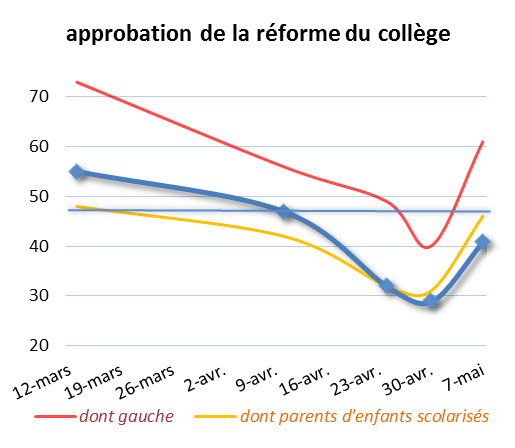 approbation de la réforme du collège
70
60
50
40
30
20
12-mars 19-mars 26-mars 2-avr. 9-avr. 16-avr. 23-avr. 30-avr. 7-mai
dont gauche dont parents d'enfants scolarisés